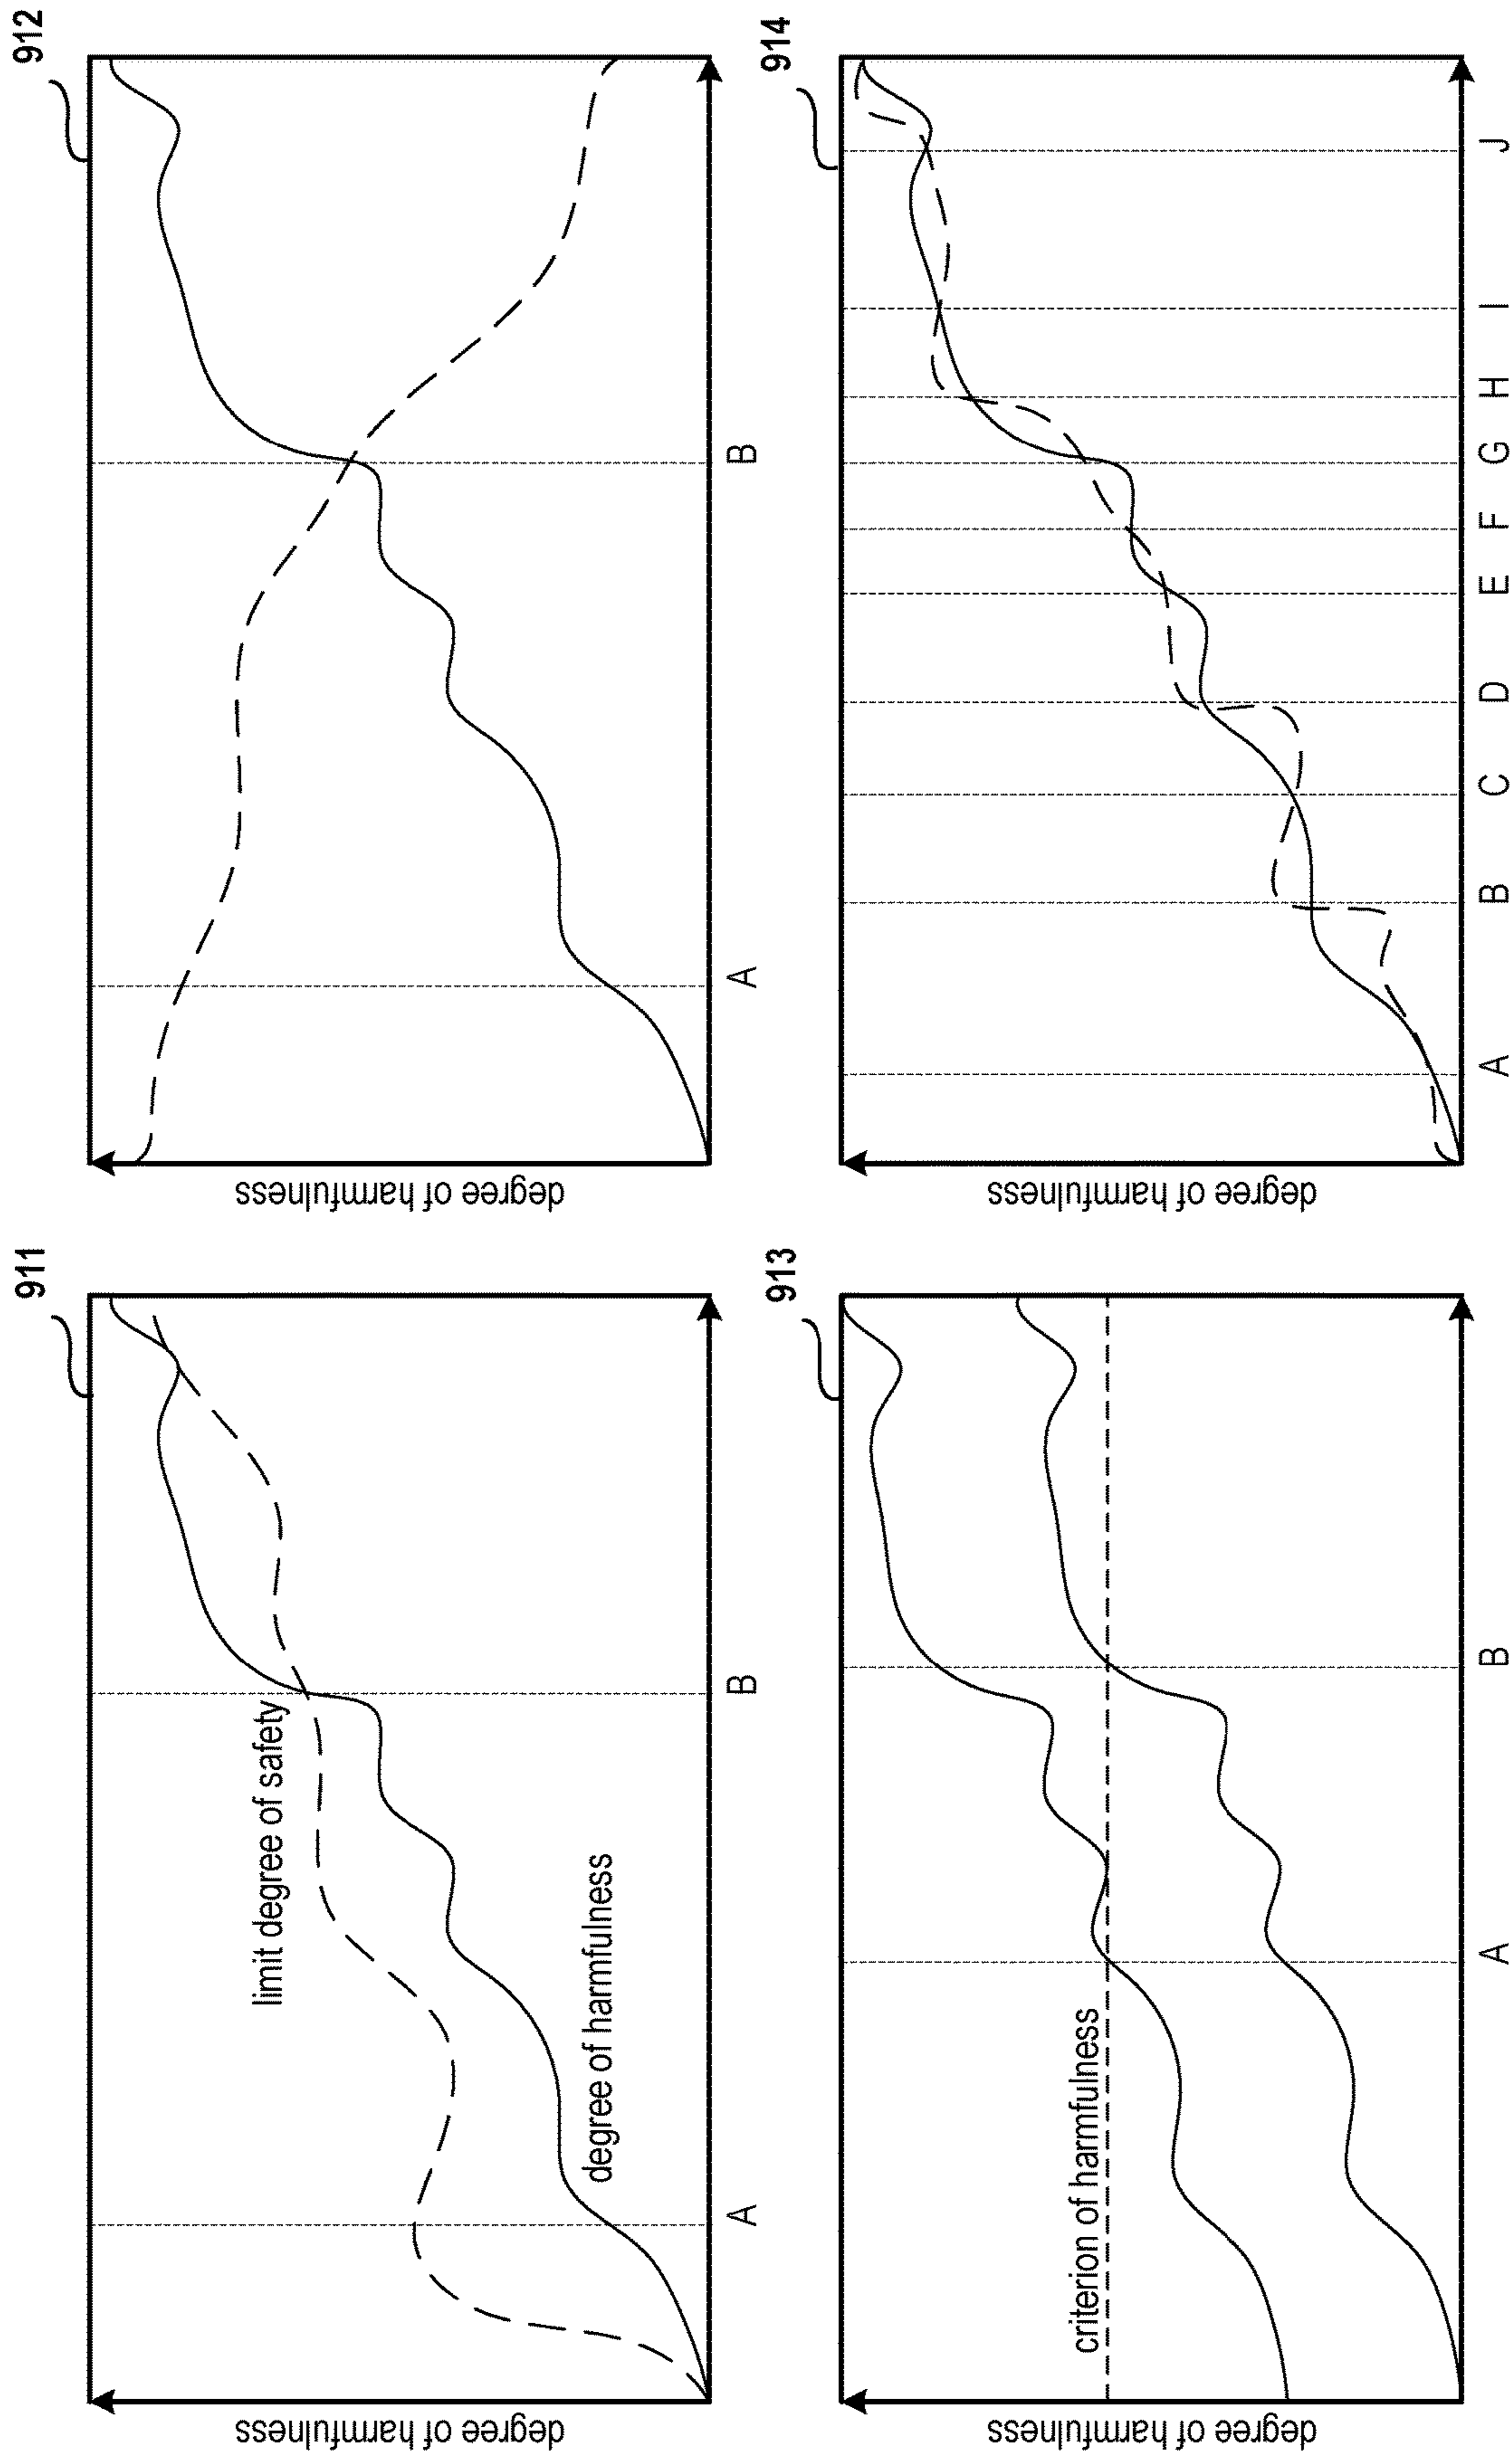 911
degree of harmfulness
limit degree of safety
degree of harmfulness
A
B
912
degree of harmfulness
A
B
913
degree of harmfulness
criterion of harmfulness
A
B
914
degree of harmfulness
A
B
C
D
E
F
G
H
I
J